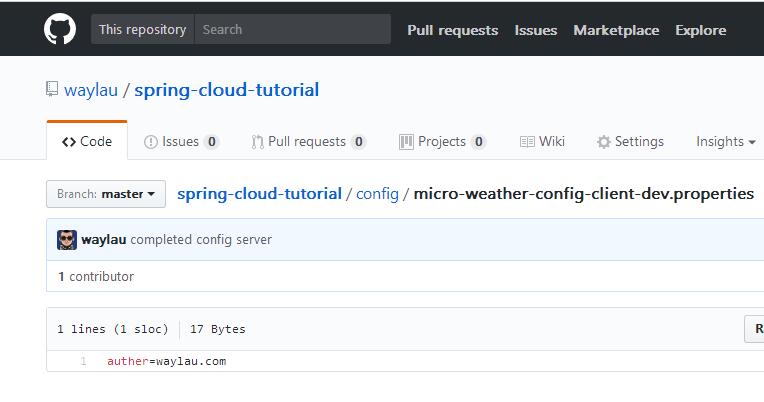 This repository Search Pull requests Issues Marketplace Explore
waylau / spring-cloud-tutorial
<> Code Issues 0 Pull requests 0 Projects 0 Wiki Settings Insights
Branch: master spring-cloud-tutorial / config / micro-weather-config-client-dev.properties
waylau completed config server
1 contributor
1 lines (1 sloc) 17 Bytes R
1 auther=waylau.com